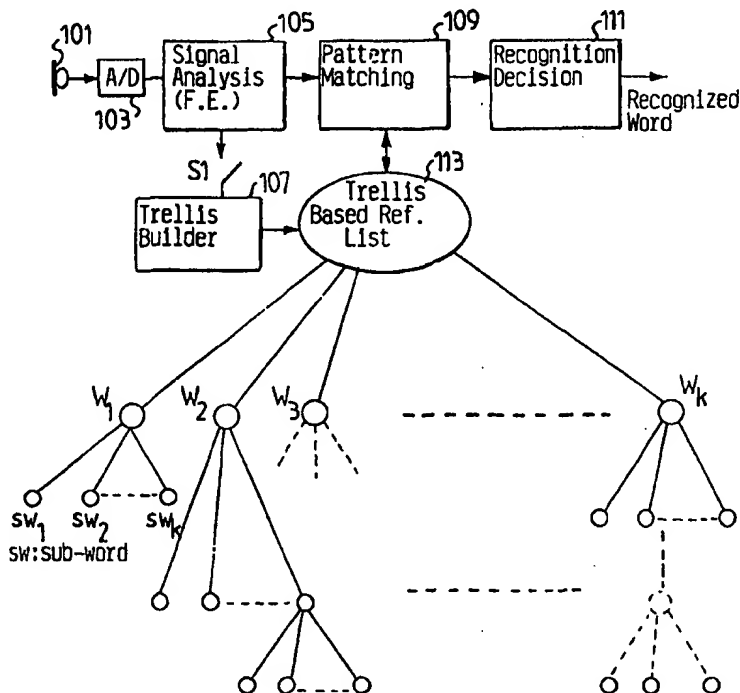 101
A/D
103
105
Signal
Analysis
(F.E.)
109
Pattern
Matching
111
Recognition
Decision
Recognized
Word
S1
107
Trellis
Builder
113
Trellis
Based Ref.
List
W1
W2
W3
Wk
sw1
sw2
swk
sw:sub-word